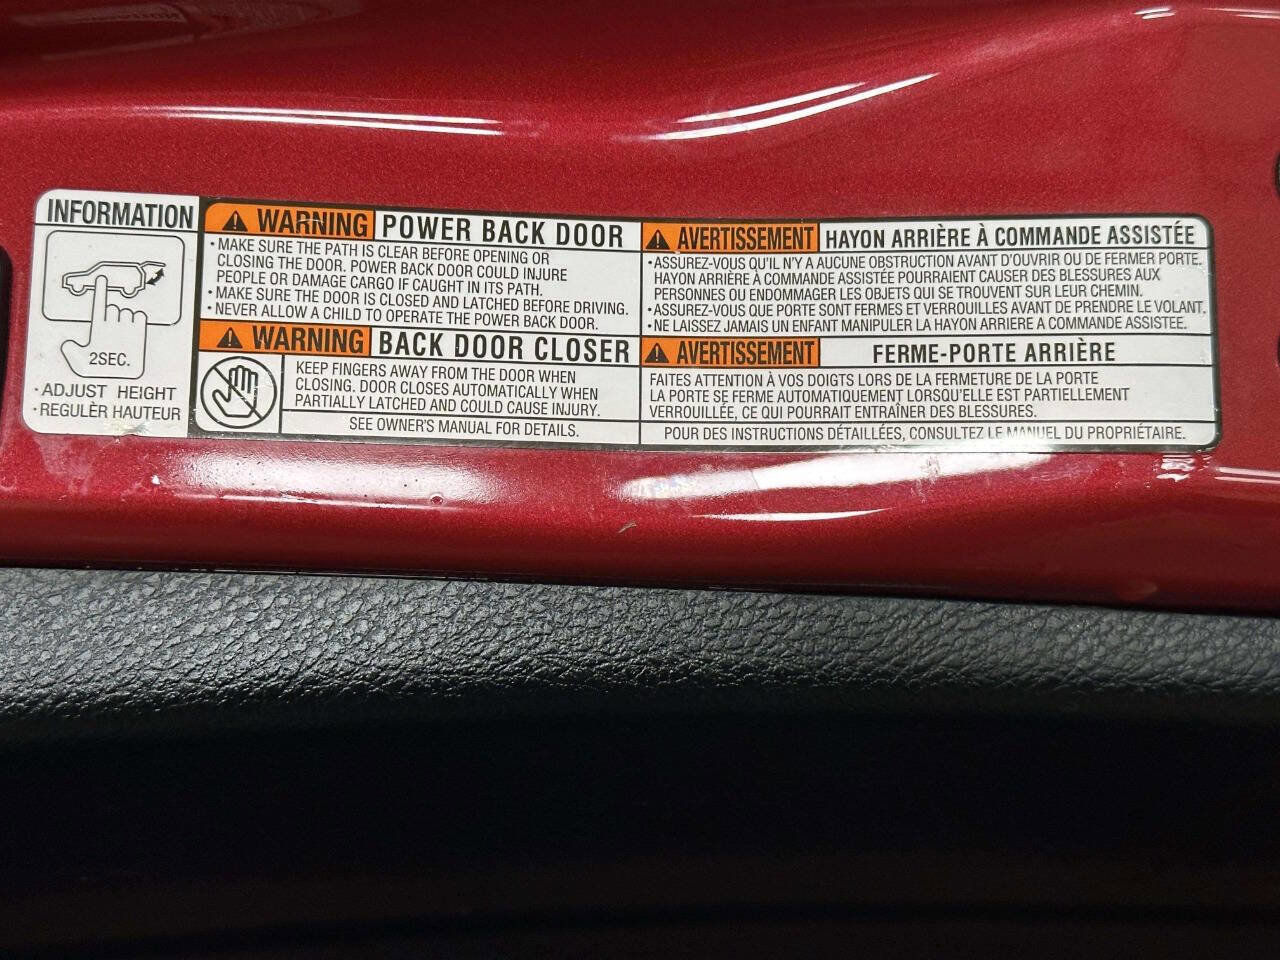 INFORMATION
2SEC.
· ADJUST HEIGHT
· REGULÈR HAUTEUR
WARNING POWER BACK DOOR
· MAKE SURE THE PATH IS CLEAR BEFORE OPENING OR
CLOSING THE DOOR. POWER BACK DOOR COULD INJURE
PEOPLE OR DAMAGE CARGO IF CAUGHT IN ITS PATH.
· MAKE SURE THE DOOR IS CLOSED AND LATCHED BEFORE DRIVING.
· NEVER ALLOW A CHILD TO OPERATE THE POWER BACK DOOR.
WARNING BACK DOOR CLOSER
KEEP FINGERS AWAY FROM THE DOOR WHEN
CLOSING. DOOR CLOSES AUTOMATICALLY WHEN
PARTIALLY LATCHED AND COULD CAUSE INJURY.
SEE OWNER'S MANUAL FOR DETAILS.
AVERTISSEMENT HAYON ARRIÈRE À COMMANDE ASSISTÉE
· ASSUREZ-VOUS QU'IL N'Y A AUCUNE OBSTRUCTION AVANT D'OUVRIR OU DE FERMER PORTE.
HAYON ARRIÈRE À COMMANDE ASSISTÉE POURRAIENT CAUSER DES BLESSURES AUX
PERSONNES OU ENDOMMAGER LES OBJETS QUI SE TROUVENT SUR LEUR CHEMIN.
· ASSUREZ-VOUS QUE PORTE SONT FERMES ET VERROUILLES AVANT DE PRENDRE LE VOLANT.
· NE LAISSEZ JAMAIS UN ENFANT MANIPULER LA HAYON ARRIERE A COMMANDE ASSISTEE.
AVERTISSEMENT FERME-PORTE ARRIÈRE
FAITES ATTENTION À VOS DOIGTS LORS DE LA FERMETURE DE LA PORTE
LA PORTE SE FERME AUTOMATIQUEMENT LORSQU'ELLE EST PARTIELLEMENT
VERROUILLÉE, CE QUI POURRAIT ENTRAÎNER DES BLESSURES.
POUR DES INSTRUCTIONS DÉTAILLÉES, CONSULTEZ LE MANUEL DU PROPRIÉTAIRE.